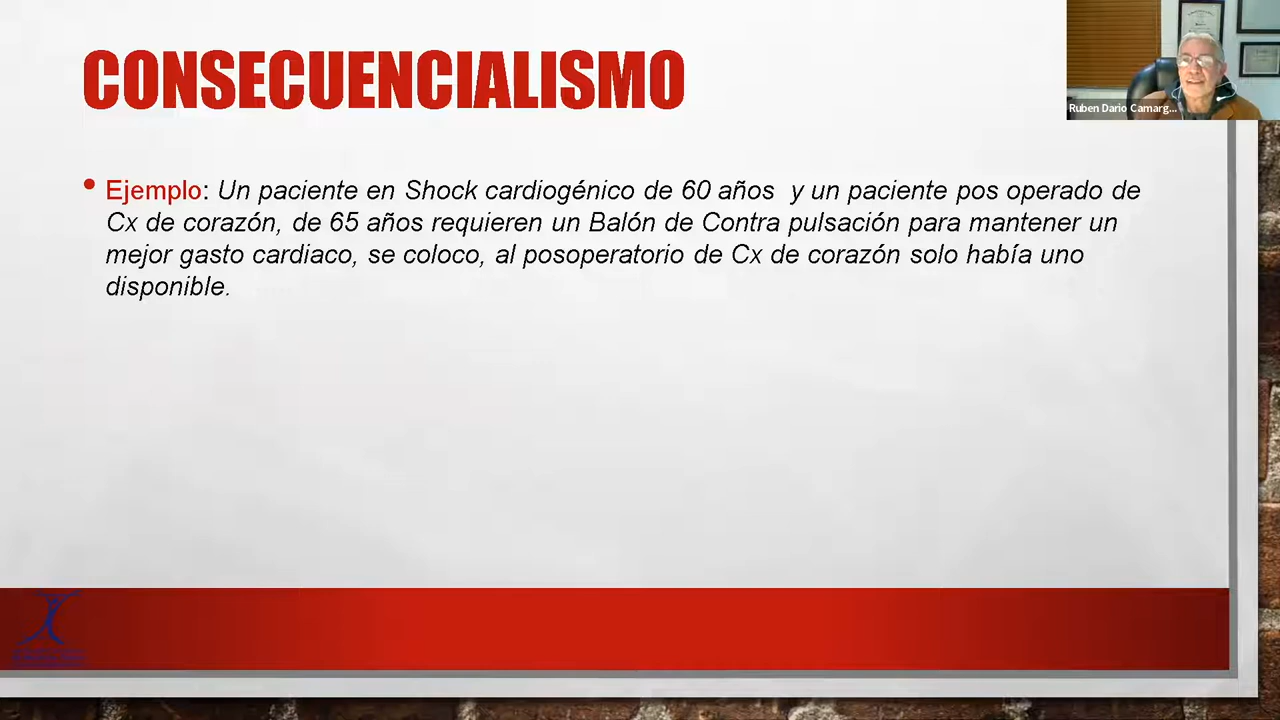 CONSECUENCIALISMO
Ruben Dario Camarg...
• Ejemplo: Un paciente en Shock cardiogénico de 60 años y un paciente pos operado de
Cx de corazón, de 65 años requieren un Balón de Contra pulsación para mantener un
mejor gasto cardiaco, se coloco, al posoperatorio de Cx de corazón solo había uno
disponible.